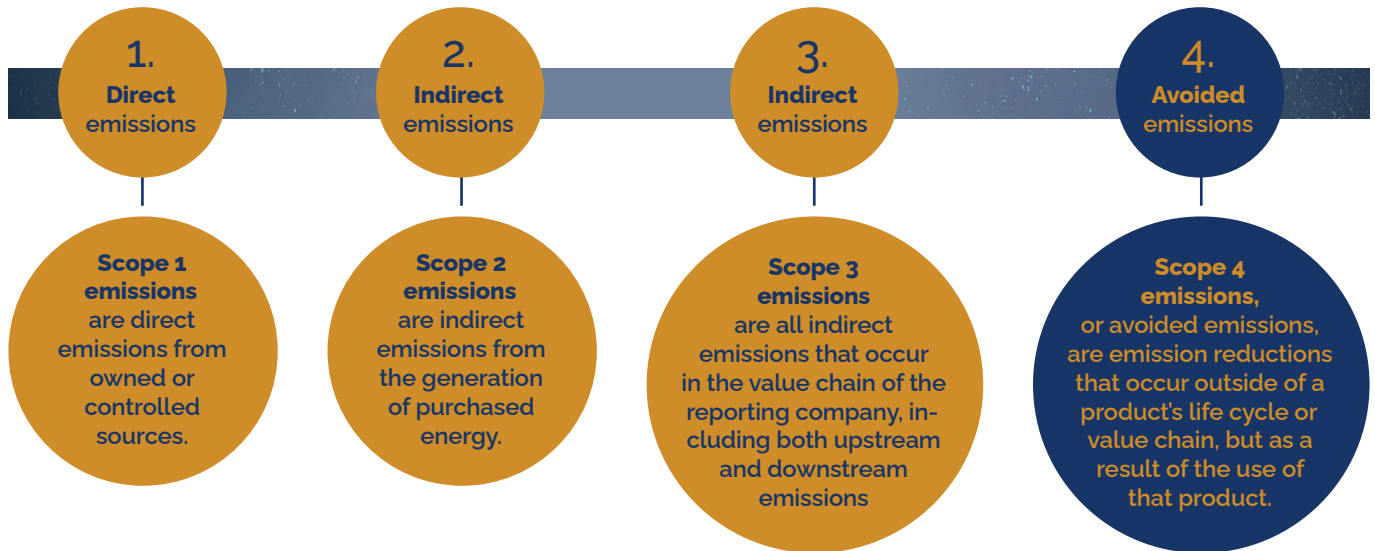 1.
Direct
emissions
2.
Indirect
emissions
3.
Indirect
emissions
4.
Avoided
emissions
Scope 1
emissions
are direct
emissions from
owned or
controlled
sources.
Scope 2
emissions
are indirect
emissions from
the generation
of purchased
energy.
Scope 3
emissions
are all indirect
emissions that occur
in the value chain of the
reporting company, in-
cluding both upstream
and downstream
emissions
Scope 4
emissions,
or avoided emissions,
are emission reductions
that occur outside of a
product's life cycle or
value chain, but as a
result of the use of
that product.